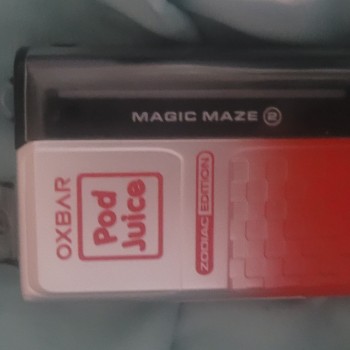 MAGIC MAZE 2
OXBAR
Pod
Juice
ZODIAC EDITION